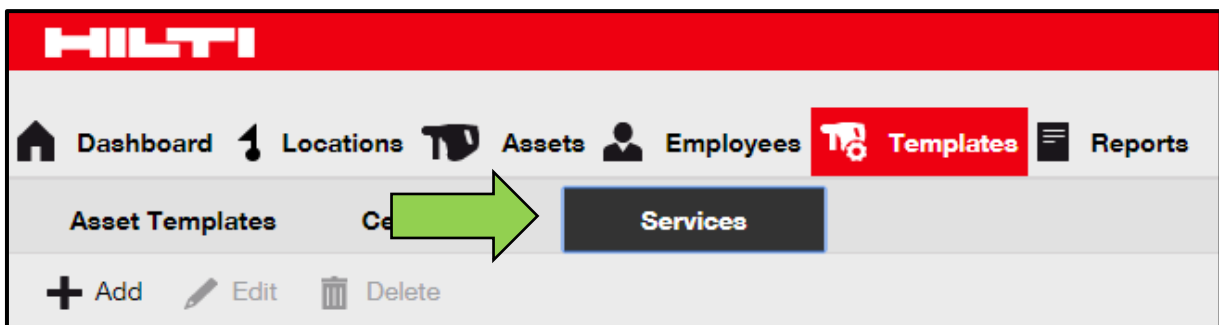 HILTI
Dashboard Locations Assets Employees Templates Reports
Asset Templates Services
Add Edit Delete